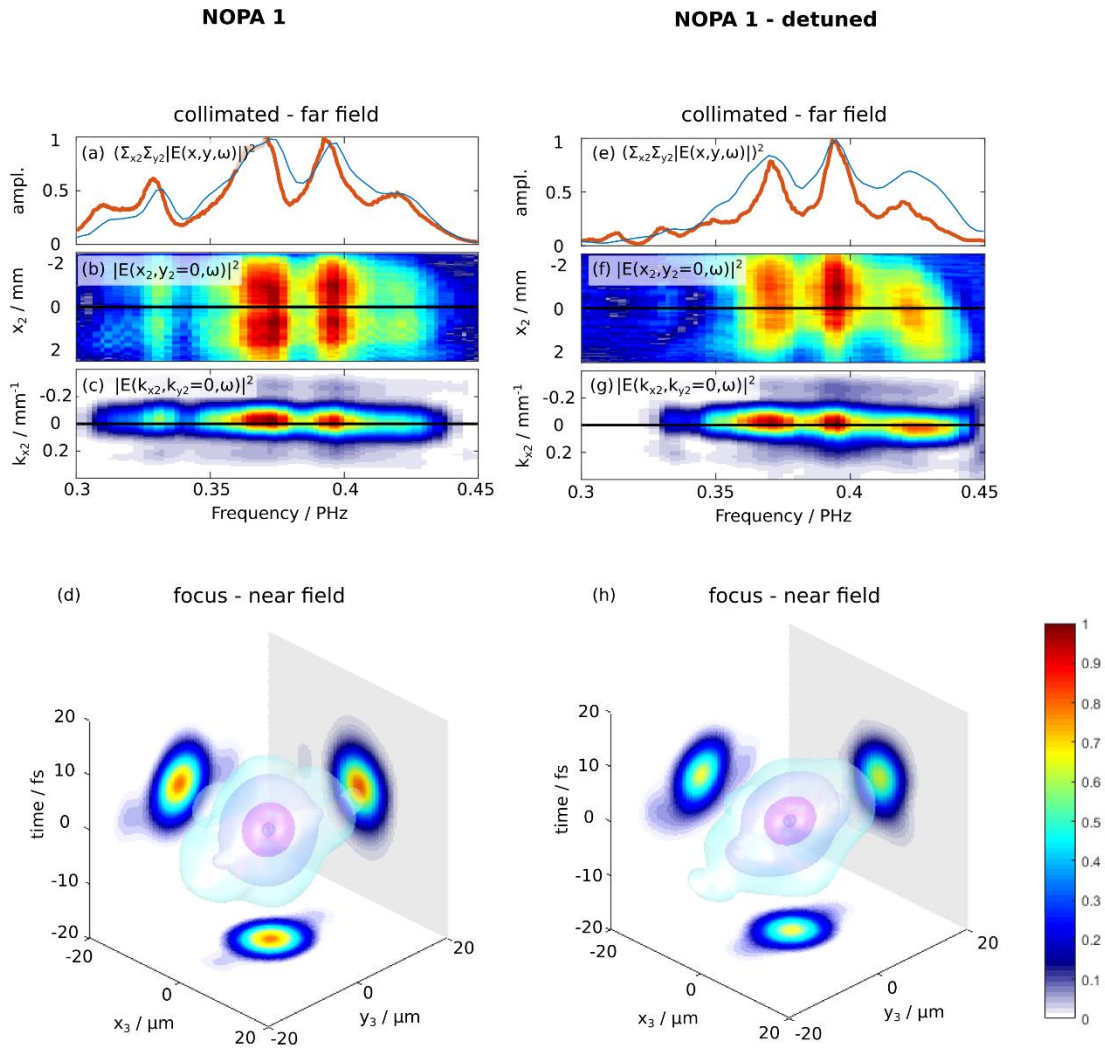 NOPA 1
NOPA 1 - detuned
collimated - far field
collimated - far field
(a) (Σx2Σy2|E(x,y,ω)|)²
(e) (Σx2Σy2|E(x,y,ω)|)²
ampl.
1
0.5
0
ampl.
1
0.5
0
(b) |E(x₂,y₂=0,ω)|²
(f) |E(x₂,y₂=0,ω)|²
x₂ / mm
-2
0
2
x₂ / mm
-2
0
2
(c) |E(kx2,ky2=0,ω)|²
(g) |E(kx2,ky2=0,ω)|²
kx2 / mm⁻¹
-0.2
0
0.2
kx2 / mm⁻¹
-0.2
0
0.2
0.3 0.35 0.4 0.45
0.3 0.35 0.4 0.45
Frequency / PHz
Frequency / PHz
(d) focus - near field
(h) focus - near field
time / fs
20
10
0
-10
-20
-20
0
20
x₃ / μm
-20
0
20
y₃ / μm
time / fs
20
10
0
-10
-20
-20
0
20
x₃ / μm
-20
0
20
y₃ / μm
1
0.9
0.8
0.7
0.6
0.5
0.4
0.3
0.2
0.1
0